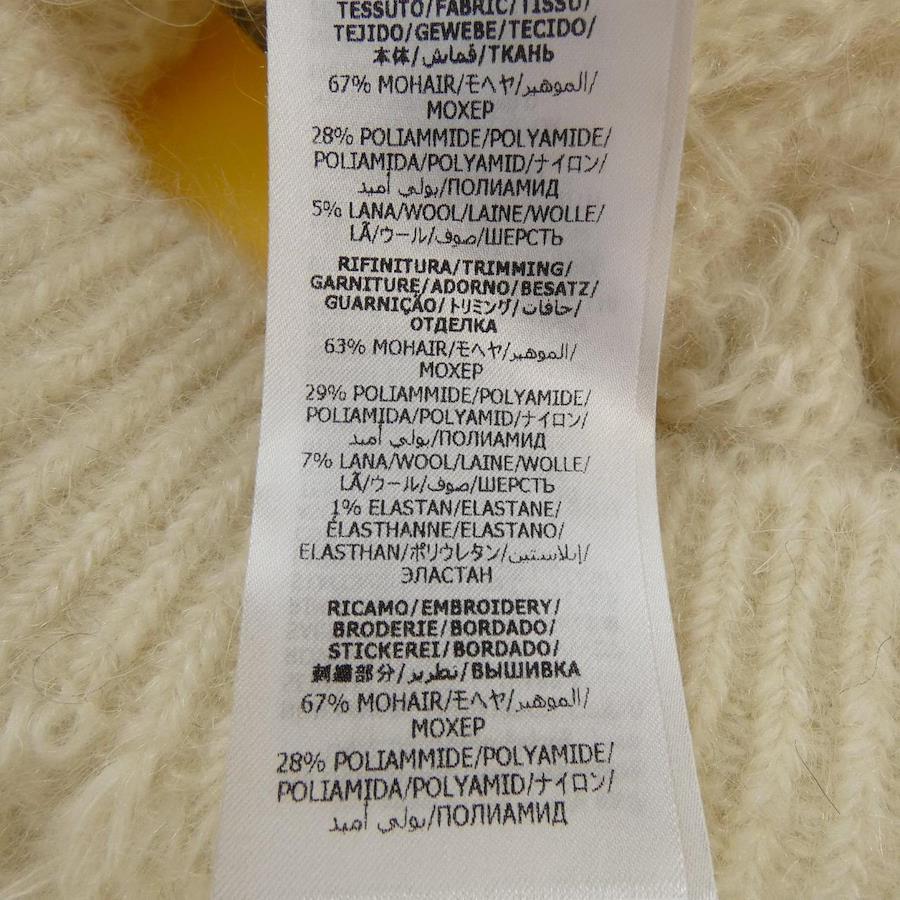 TESSUTO/FABRIC/TISSU/
TEJIDO/GEWEBE/TECIDO/
本体/قماش/ТКАНЬ
67% MOHAIR/モヘヤ/الموهير/
МОХЕР
28% POLIAMMIDE/POLYAMIDE/
POLIAMIDA/POLYAMID/ナイロン/
بولي أميد/ПОЛИАМИД
5% LANA/WOOL/LAINE/WOLLE/
LÃ/ウール/صوف/ШЕРСТЬ
RIFINITURA/TRIMMING/
GARNITURE/ADORNO/BESATZ/
GUARNIÇÃO/トリミング/حافات/
ОТДЕЛКА
63% MOHAIR/モヘヤ/الموهير/
МОХЕР
29% POLIAMMIDE/POLYAMIDE/
POLIAMIDA/POLYAMID/ナイロン/
بولي أميد/ПОЛИАМИД
7% LANA/WOOL/LAINE/WOLLE/
LÃ/ウール/صوف/ШЕРСТЬ
1% ELASTAN/ELASTANE/
ÉLASTHANNE/ELASTANO/
ELASTHAN/ポリウレタン/إيلاستين/
ЭЛАСТАН
RICAMO/EMBROIDERY/
BRODERIE/BORDADO/
STICKEREI/BORDADO/
刺繍部分/تطريز/ВЫШИВКА
67% MOHAIR/モヘヤ/الموهير/
МОХЕР
28% POLIAMMIDE/POLYAMIDE/
POLIAMIDA/POLYAMID/ナイロン/
بولي أميد/ПОЛИАМИД